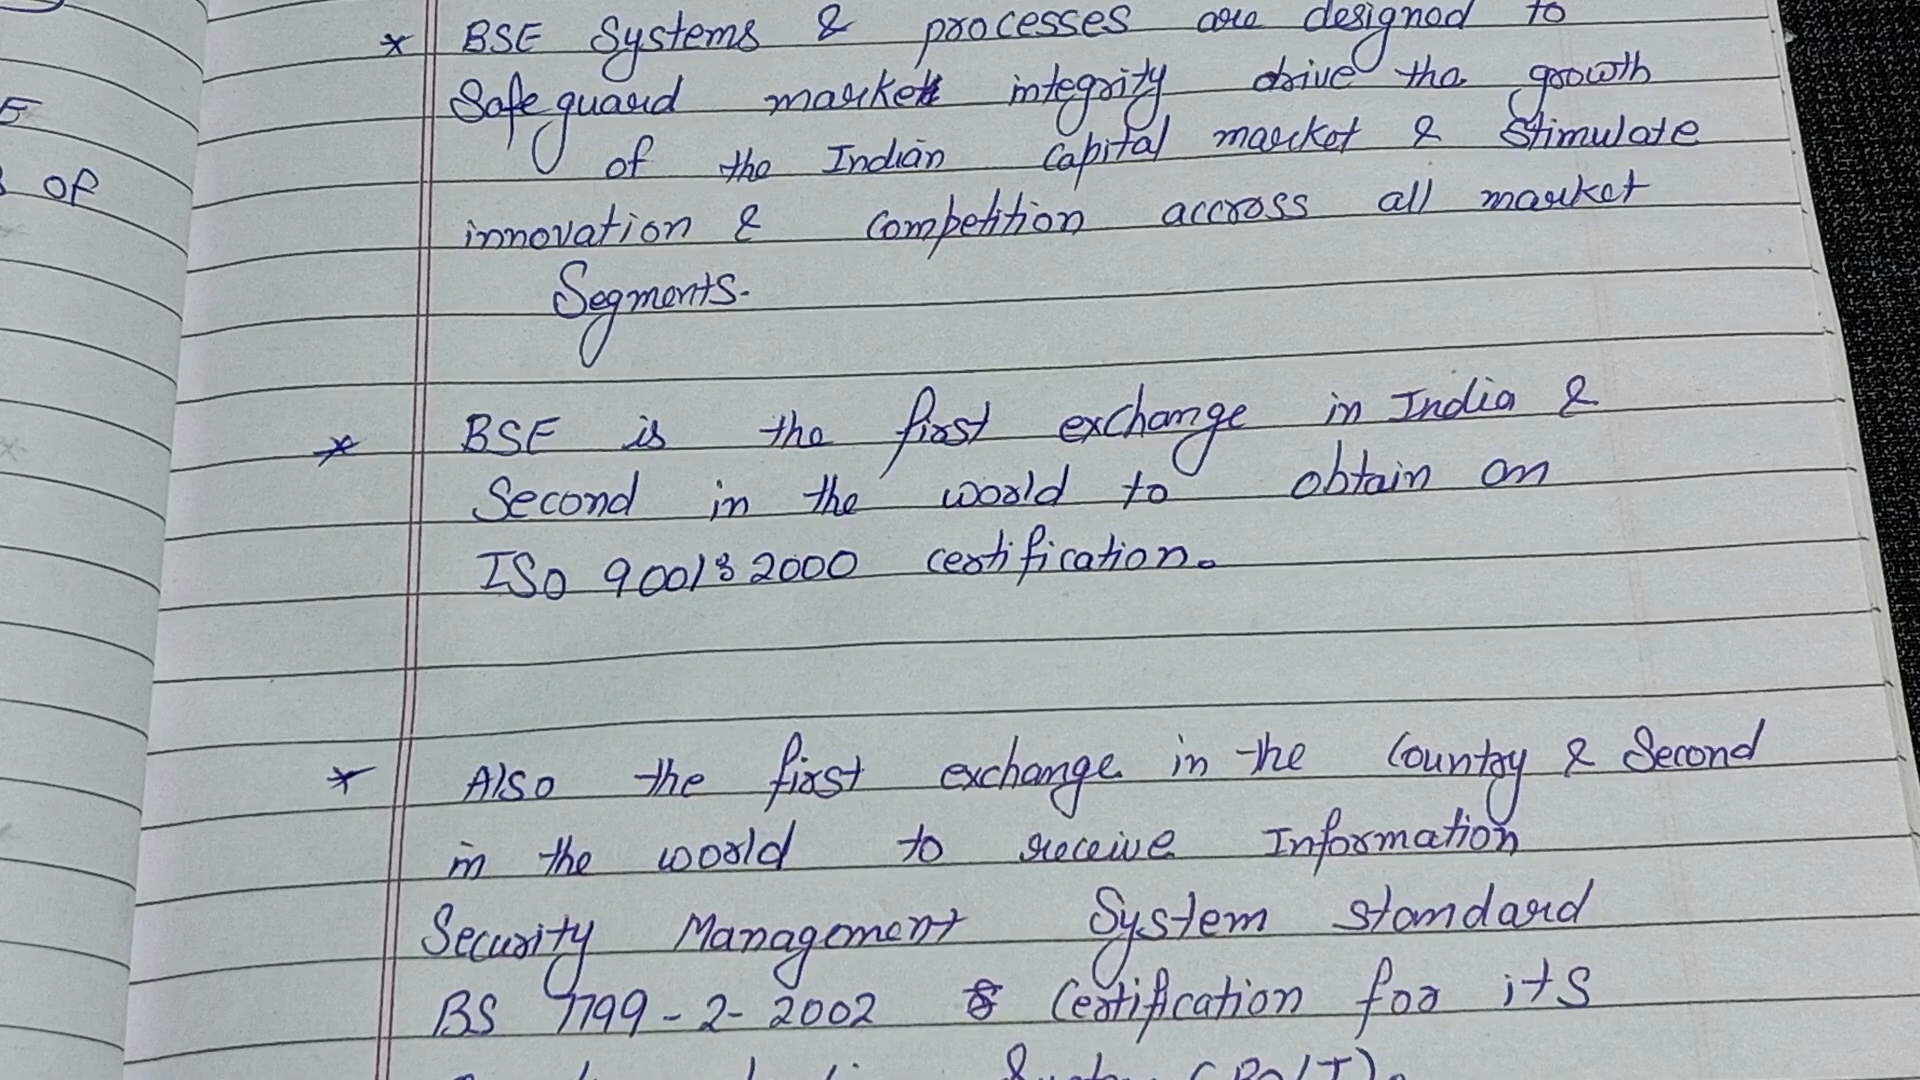 F
OF
* BSE Systems & processes are designed to
Safeguard market integrity drive the growth
of the Indian Capital market & Stimulate
innovation & Competition accross all market
Segments.
* BSE is the first exchange in India &
Second in the world to obtain an
ISO 9001:2000 certification.
* Also the first exchange in the Country & Second
in the world to receive Information
Security Management System standard
BS 7799-2-2002 & Certification for its
(BOLT).